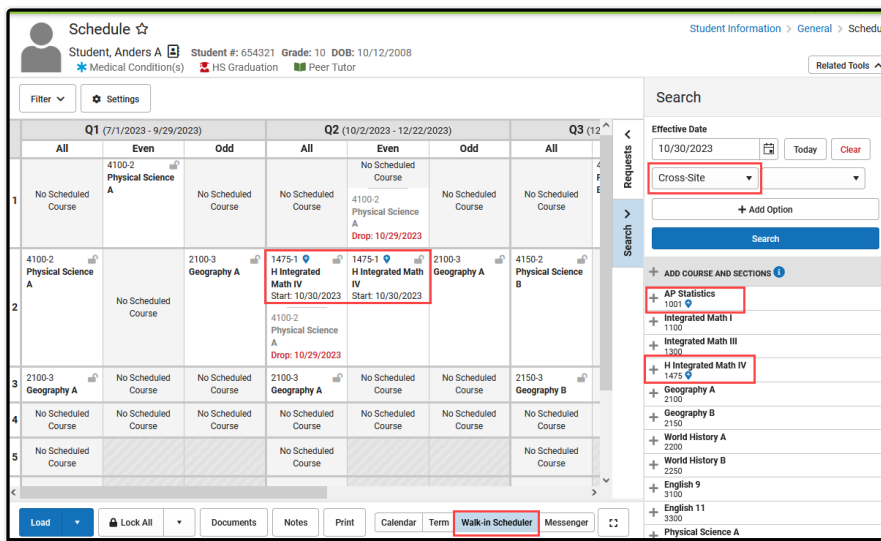 Schedule
Student Information > General > Schedu
Student, Anders A Student #: 654321 Grade: 10 DOB: 10/12/2008
Medical Condition(s) HS Graduation Peer Tutor
Related Tools
Filter
Settings
Q1 (7/1/2023 - 9/29/2023)
Q2 (10/2/2023 - 12/22/2023)
Q3 (12
All Even Odd All Even Odd All
1
No Scheduled
Course
4100-2
Physical Science
A
No Scheduled
Course
No Scheduled
Course
No Scheduled
Course
4100-2
Physical Science
A
Drop: 10/29/2023
No Scheduled
Course
No Scheduled
Course
2
4100-2
Physical Science
A
No Scheduled
Course
2100-3
Geography A
1475-1
H Integrated
Math IV
Start: 10/30/2023
4100-2
Physical Science
A
Drop: 10/29/2023
1475-1
H Integrated Math
IV
Start: 10/30/2023
2100-3
Geography A
4150-2
Physical Science
B
3
2100-3
Geography A
No Scheduled
Course
No Scheduled
Course
2100-3
Geography A
No Scheduled
Course
No Scheduled
Course
2150-3
Geography B
4
No Scheduled
Course
No Scheduled
Course
No Scheduled
Course
No Scheduled
Course
No Scheduled
Course
No Scheduled
Course
No Scheduled
Course
5
No Scheduled
Course
No Scheduled
Course
No Scheduled
Course
Requests
Search
Search
Effective Date
10/30/2023
Today
Clear
Cross-Site
+ Add Option
Search
+ ADD COURSE AND SECTIONS
+ AP Statistics
1001
+ Integrated Math I
1100
+ Integrated Math III
1300
+ H Integrated Math IV
1475
+ Geography A
2100
+ Geography B
2150
+ World History A
2200
+ World History B
2250
+ English 9
3100
+ English 11
3300
+ Physical Science A
Load
Lock All
Documents
Notes
Print
Calendar
Term
Walk-in Scheduler
Messenger